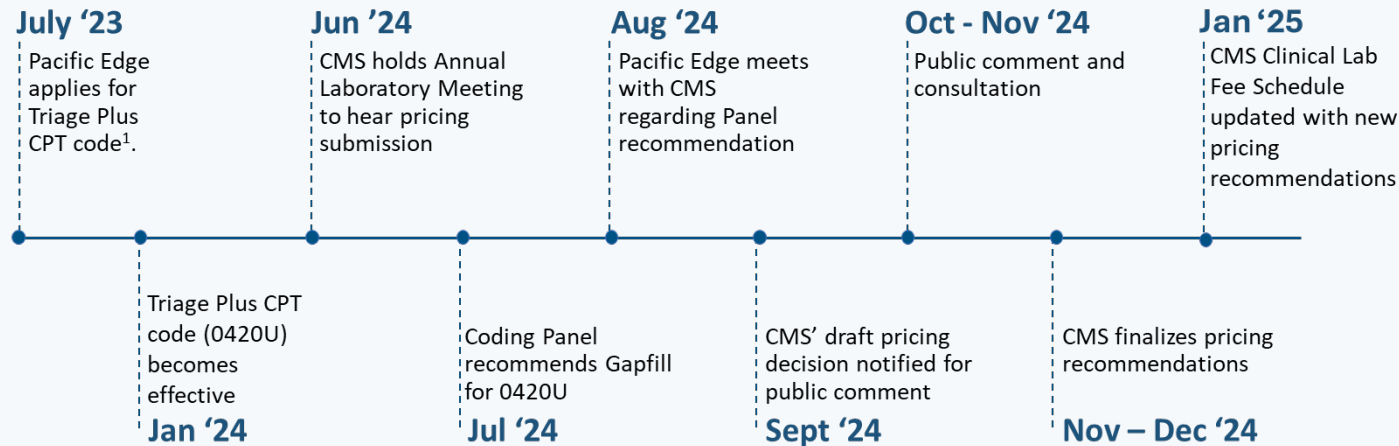 July ‘23
Pacific Edge
applies for
Triage Plus
CPT code¹.
Jun ’24
CMS holds Annual
Laboratory Meeting
to hear pricing
submission
Aug ‘24
Pacific Edge meets
with CMS
regarding Panel
recommendation
Oct - Nov ‘24
Public comment and
consultation
Jan ‘25
CMS Clinical Lab
Fee Schedule
updated with new
pricing
recommendations
Triage Plus CPT
code (0420U)
becomes
effective
Jan ‘24
Coding Panel
recommends Gapfill
for 0420U
Jul ‘24
CMS’ draft pricing
decision notified for
public comment
Sept ‘24
CMS finalizes pricing
recommendations
Nov – Dec ‘24